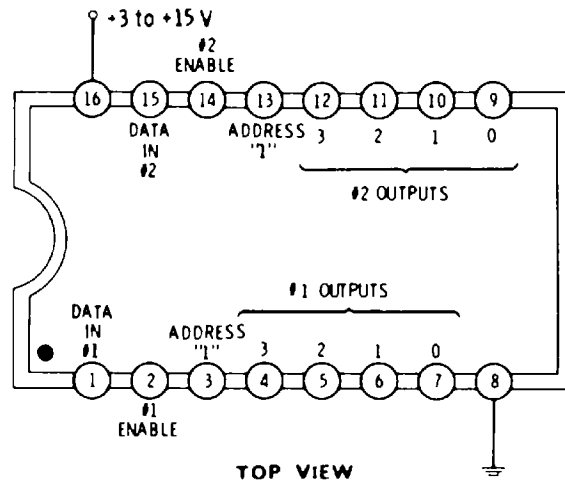 +3 to +15 V
#2
ENABLE
16 15 14 13 12 11 10 9
DATA
IN
#2
ADDRESS
"2"
3 2 1 0
#2 OUTPUTS
#1 OUTPUTS
DATA
IN
#1
ADDRESS
"1"
3 2 1 0
1 2 3 4 5 6 7 8
#1
ENABLE
TOP VIEW